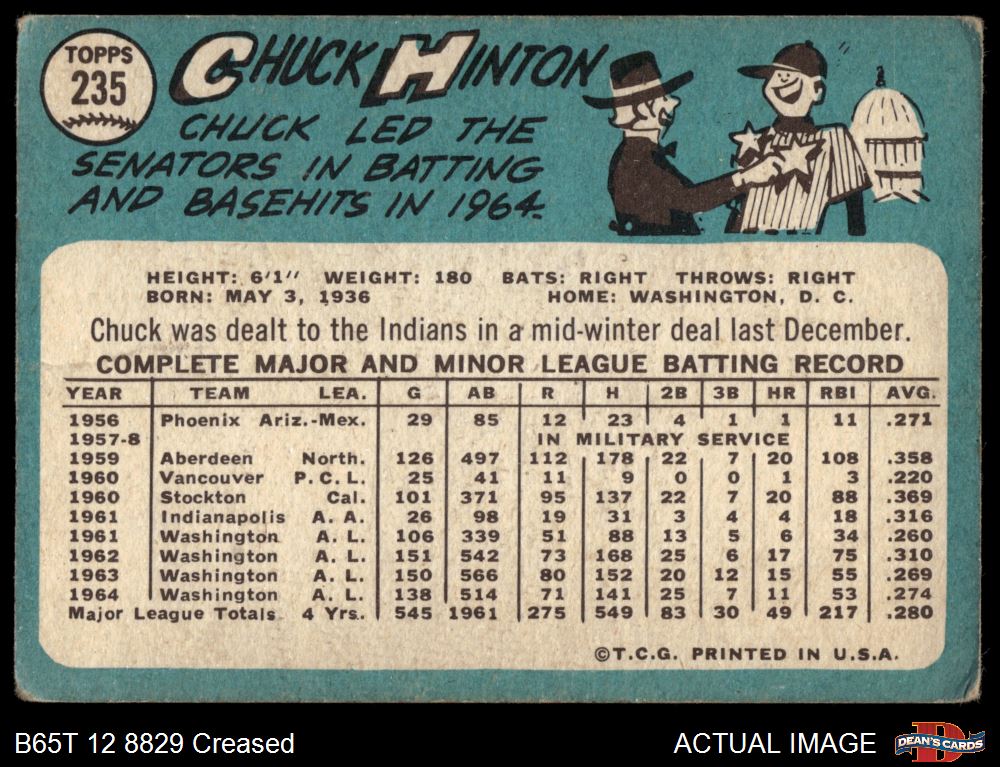 TOPPS
235
CHUCK HINTON
CHUCK LED THE
SENATORS IN BATTING
AND BASEHITS IN 1964.
HEIGHT: 6'1" WEIGHT: 180 BATS: RIGHT THROWS: RIGHT
BORN: MAY 3, 1936 HOME: WASHINGTON, D. C.
Chuck was dealt to the Indians in a mid-winter deal last December.
COMPLETE MAJOR AND MINOR LEAGUE BATTING RECORD
YEAR TEAM LEA. G AB R H 2B 3B HR RBI AVG.
1956 Phoenix Ariz.-Mex. 29 85 12 23 4 1 1 11 .271
1957-8 IN MILITARY SERVICE
1959 Aberdeen North. 126 497 112 178 22 7 20 108 .358
1960 Vancouver P.C.L. 25 41 11 9 0 0 1 3 .220
1960 Stockton Cal. 101 371 95 137 22 7 20 88 .369
1961 Indianapolis A. A. 26 98 19 31 3 4 4 18 .316
1961 Washington A. L. 106 339 51 88 13 5 6 34 .260
1962 Washington A. L. 151 542 73 168 25 6 17 75 .310
1963 Washington A. L. 150 566 80 152 20 12 15 55 .269
1964 Washington A. L. 138 514 71 141 25 7 11 53 .274
Major League Totals 4 Yrs. 545 1961 275 549 83 30 49 217 .280
©T.C.G. PRINTED IN U.S.A.
B65T 12 8829 Creased ACTUAL IMAGE
DEAN'S CARDS